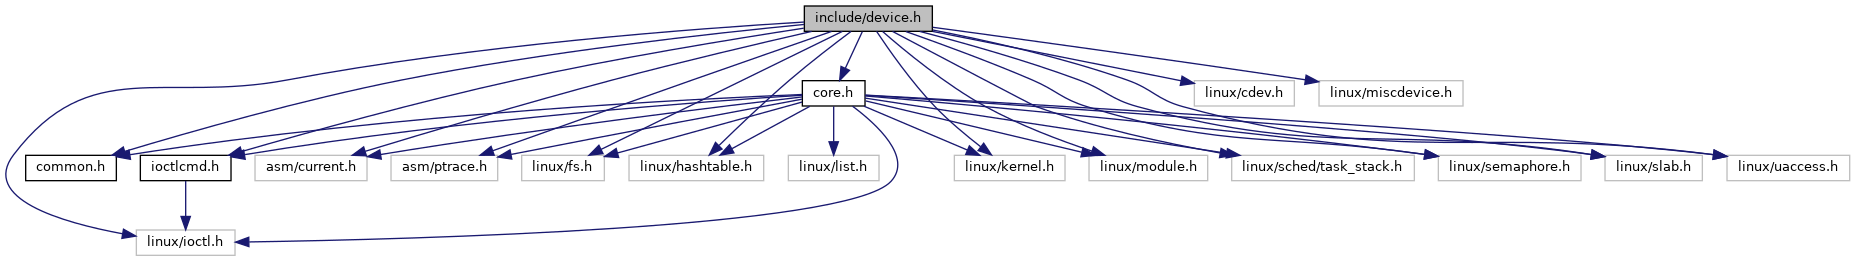 include/device.h
core.h
linux/cdev.h
linux/miscdevice.h
common.h
ioctlcmd.h
asm/current.h
asm/ptrace.h
linux/fs.h
linux/hashtable.h
linux/list.h
linux/kernel.h
linux/module.h
linux/sched/task_stack.h
linux/semaphore.h
linux/slab.h
linux/uaccess.h
linux/ioctl.h